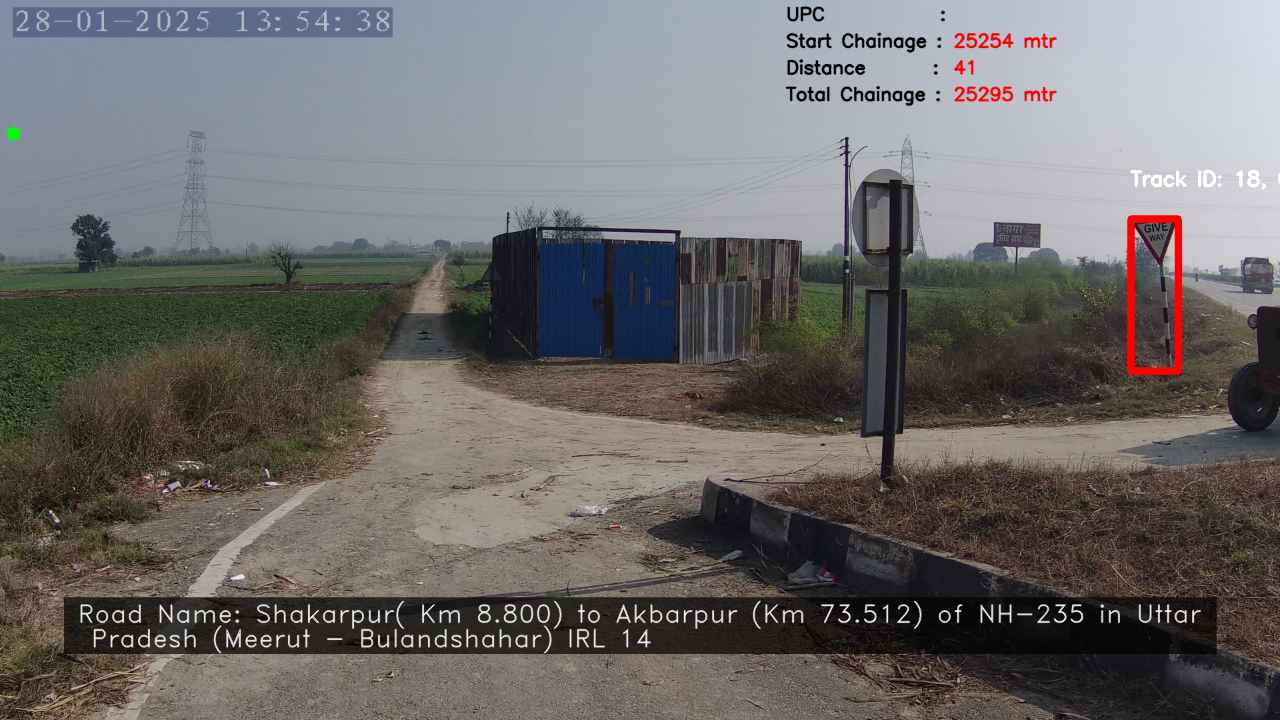 28-01-2025 13:54:38
UPC :
Start Chainage : 25254 mtr
Distance : 41
Total Chainage : 25295 mtr
Track ID: 18,
GIVE
WAY
Road Name: Shakarpur( Km 8.800) to Akbarpur (Km 73.512) of NH-235 in Uttar
Pradesh (Meerut - Bulandshahar) IRL 14